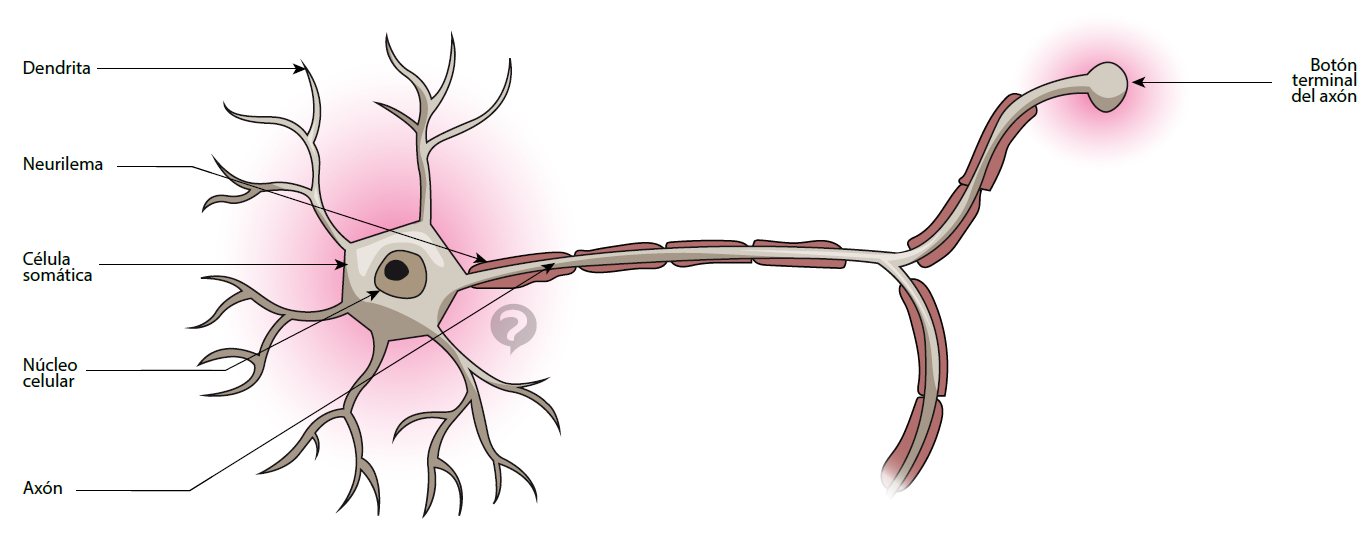 Dendrita
Neurilema
Célula
somática
Núcleo
celular
Axón
Botón
terminal
del axón